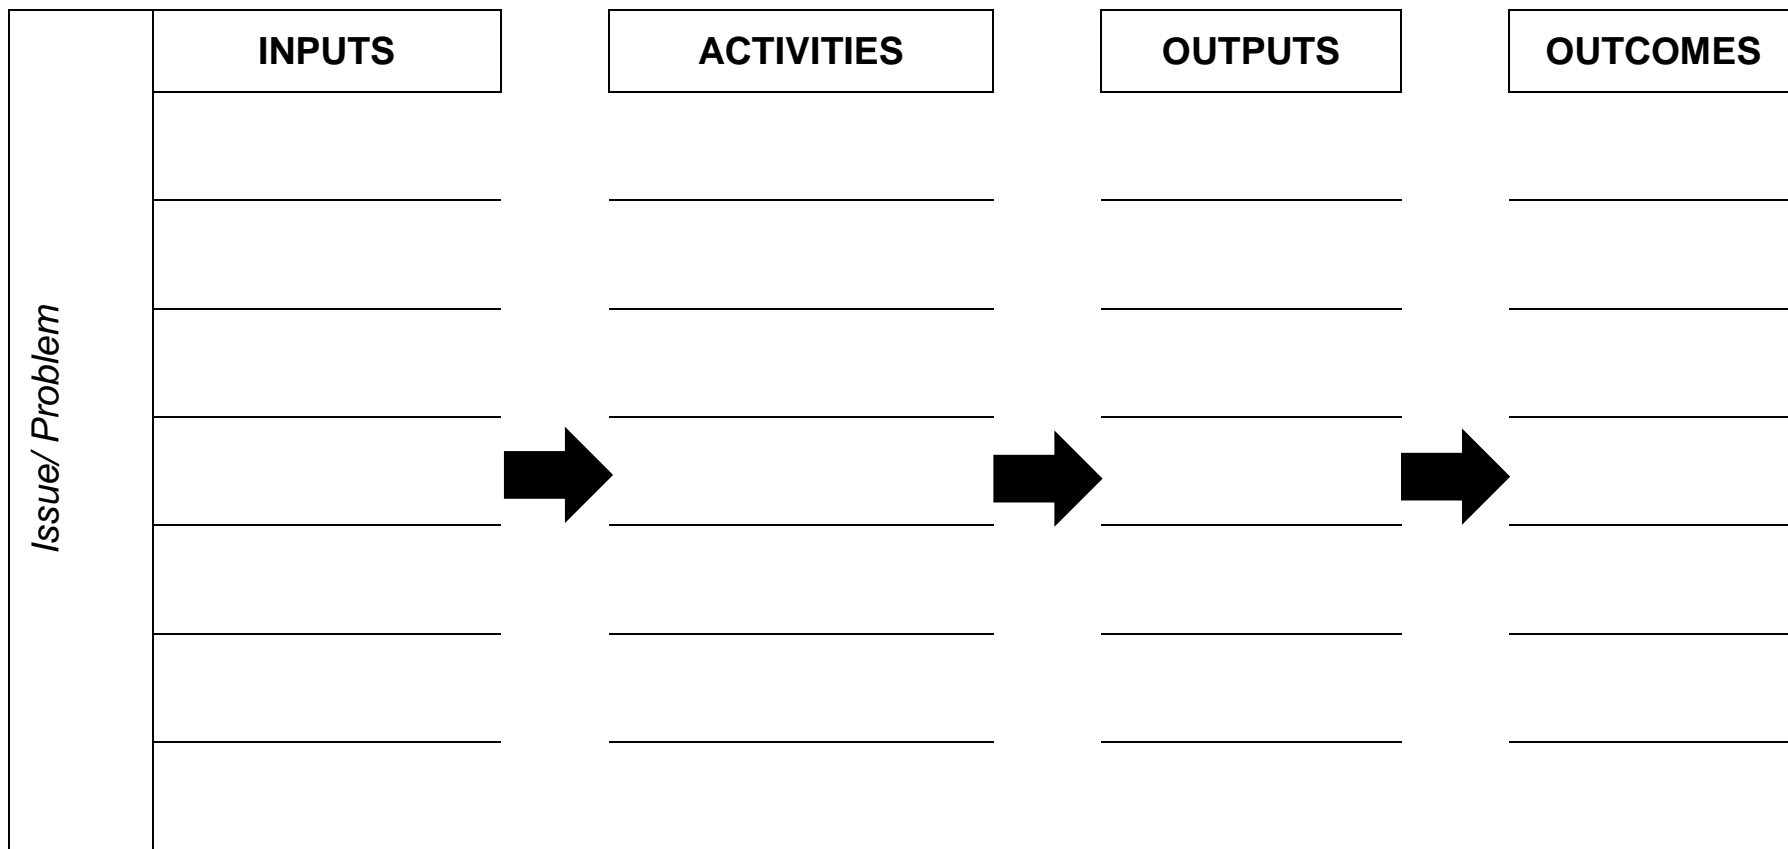 INPUTS
ACTIVITIES
OUTPUTS
OUTCOMES
Issue/ Problem